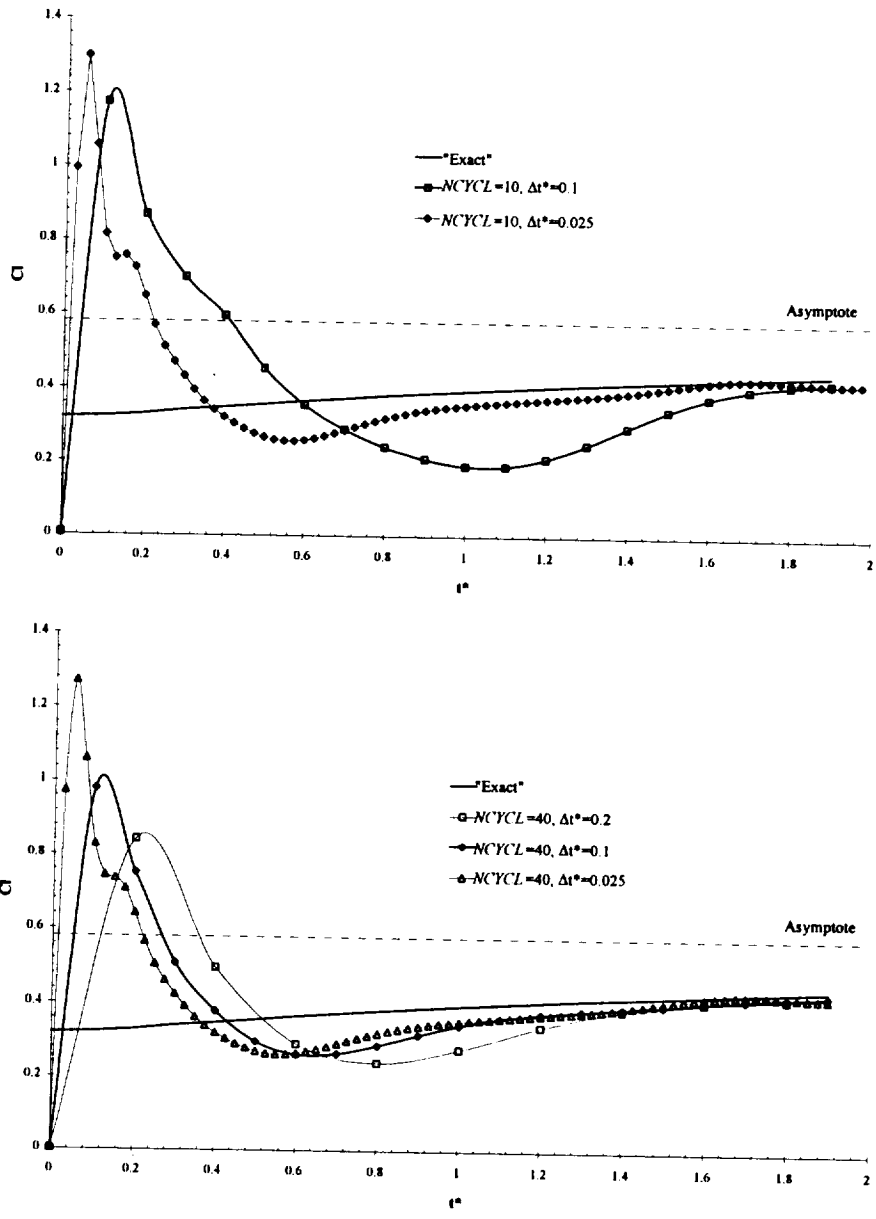 1.4
1.2
1
0.8
0.6
0.4
0.2
0
Cl
"Exact"
NCYCL=10, Δt*=0.1
NCYCL=10, Δt*=0.025
Asymptote
0 0.2 0.4 0.6 0.8 1 1.2 1.4 1.6 1.8 2
t*
1.4
1.2
1
0.8
0.6
0.4
0.2
0
Cl
"Exact"
NCYCL=40, Δt*=0.2
NCYCL=40, Δt*=0.1
NCYCL=40, Δt*=0.025
Asymptote
0 0.2 0.4 0.6 0.8 1 1.2 1.4 1.6 1.8 2
t*